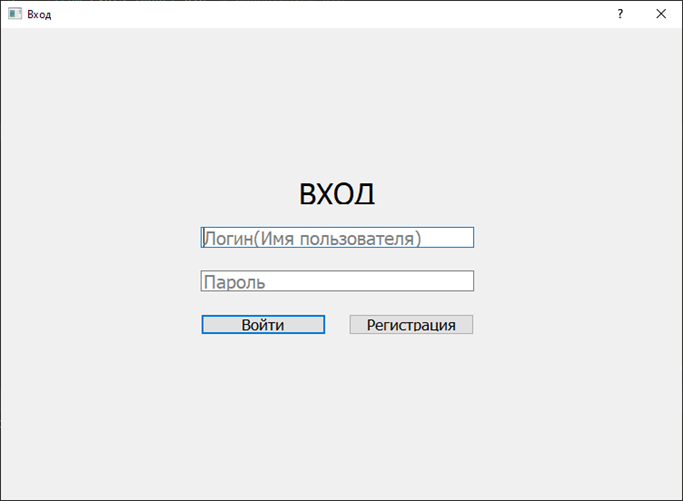 Вход
?
ВХОД
Логин(Имя пользователя)
Пароль
Войти Регистрация